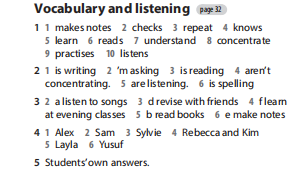 Vocabulary and listening page 32
1 1 makes notes 2 checks 3 repeat 4 knows
5 learn 6 reads 7 understand 8 concentrate
9 practises 10 listens
2 1 is writing 2 'm asking 3 is reading 4 aren't
concentrating. 5 are listening. 6 is spelling
3 2 a listen to songs 3 d revise with friends 4 f learn
at evening classes 5 b read books 6 e make notes
4 1 Alex 2 Sam 3 Sylvie 4 Rebecca and Kim
5 Layla 6 Yusuf
5 Students' own answers.